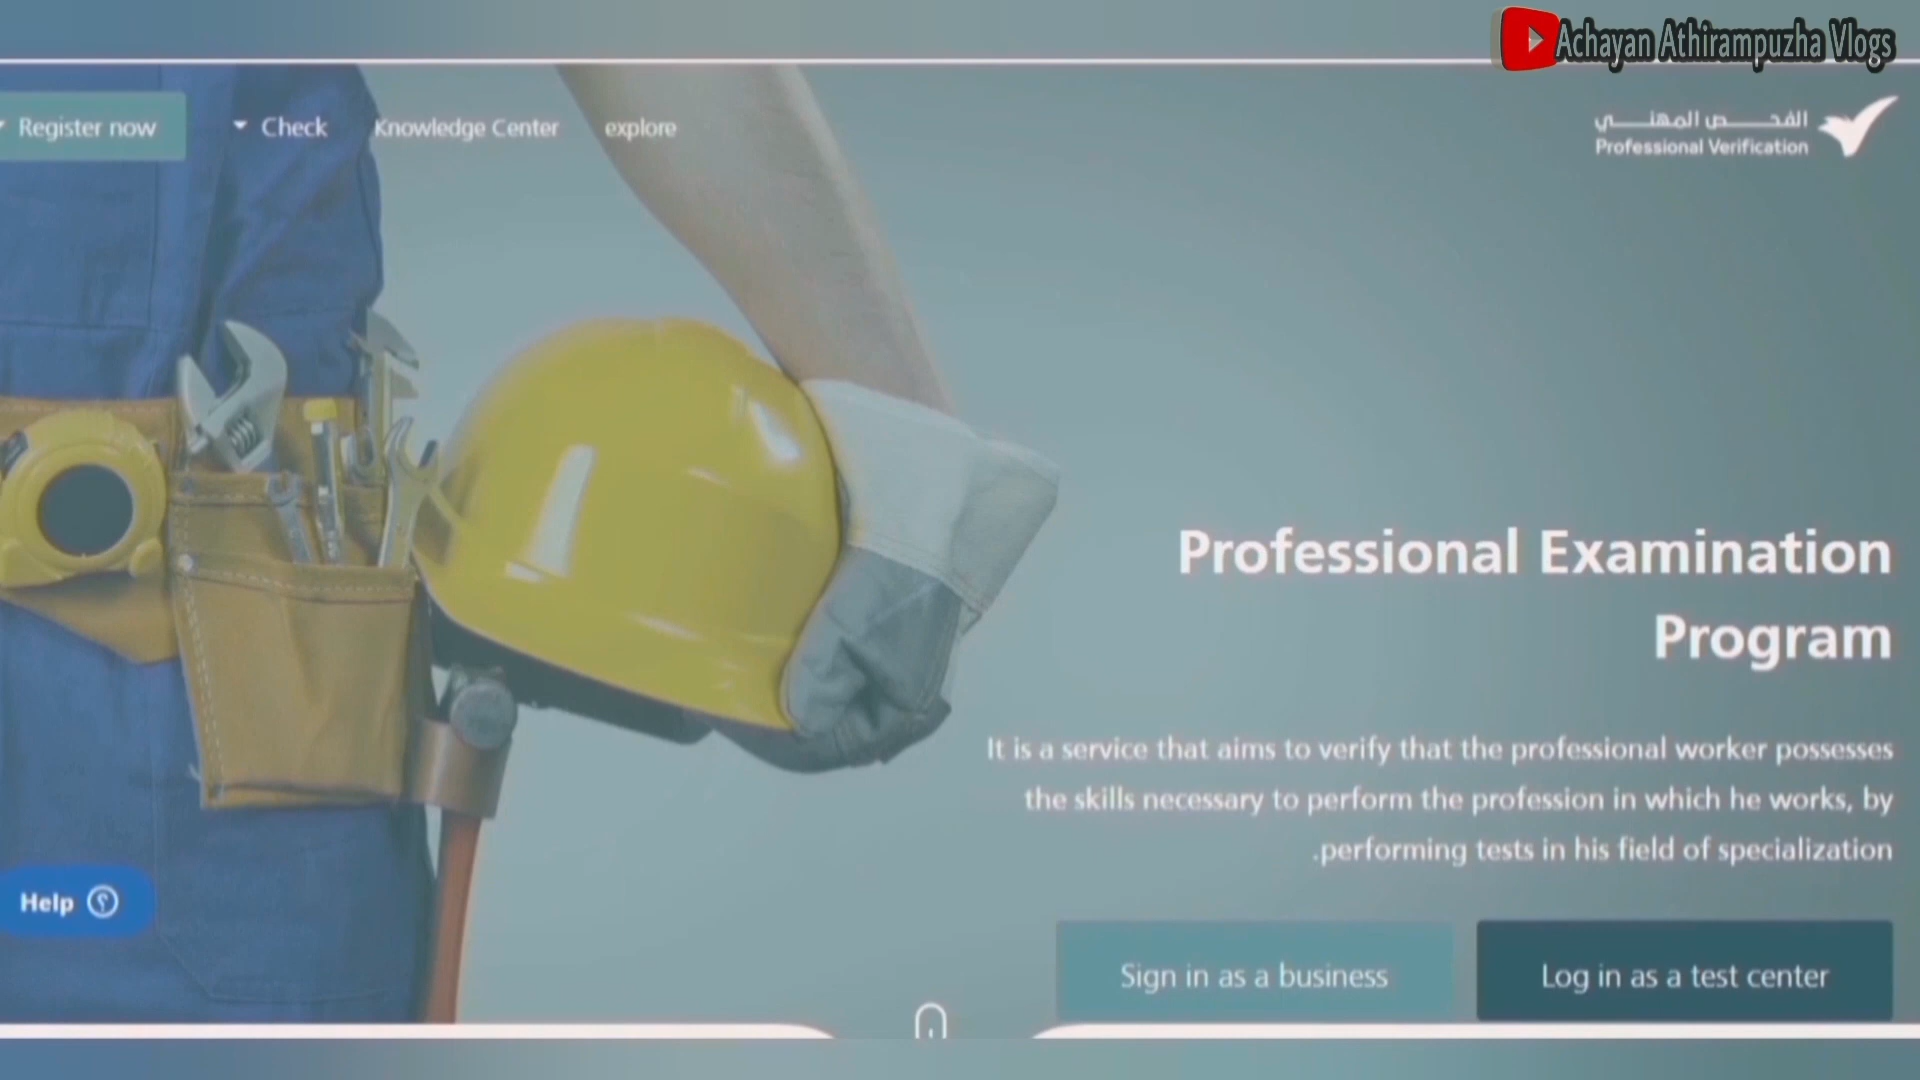 Achayan Athirampuzha Vlogs
Register now
Check
Knowledge Center
explore
الفحص المهني
Professional Verification
Professional Examination
Program
It is a service that aims to verify that the professional worker possesses
the skills necessary to perform the profession in which he works, by
.performing tests in his field of specialization
Help
Sign in as a business
Log in as a test center